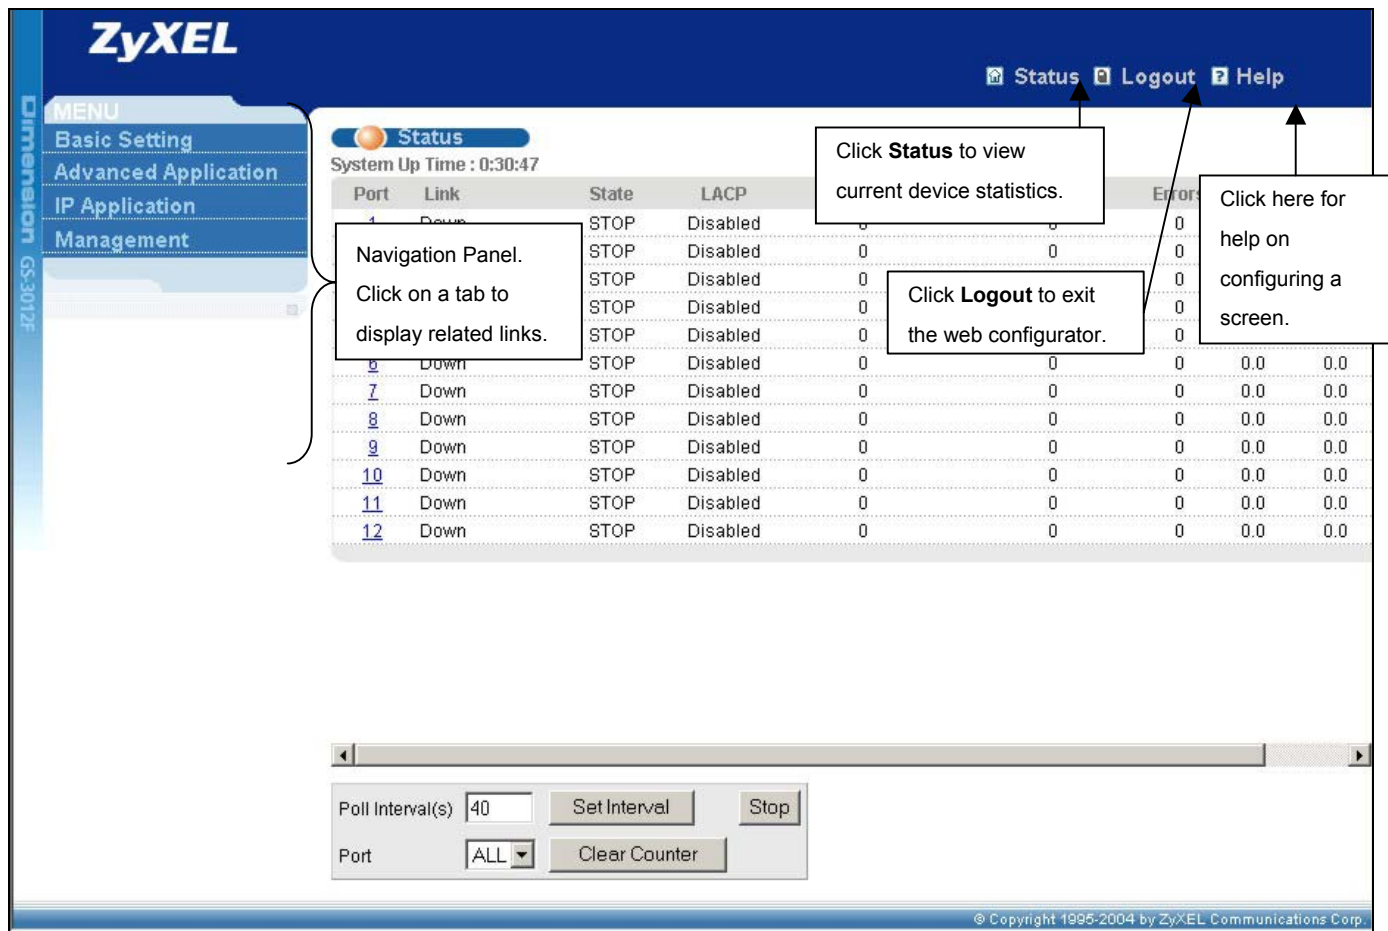 ZyXEL
Status Logout Help
Dimension GS-3012F
MENU
Basic Setting
Advanced Application
IP Application
Management
Status
System Up Time : 0:30:47
Port Link State LACP Errors
1 Down STOP Disabled 0 0 0
STOP Disabled 0 0 0
STOP Disabled 0 0
STOP Disabled 0 0
STOP Disabled 0 0
6 Down STOP Disabled 0 0 0 0.0 0.0
7 Down STOP Disabled 0 0 0 0.0 0.0
8 Down STOP Disabled 0 0 0 0.0 0.0
9 Down STOP Disabled 0 0 0 0.0 0.0
10 Down STOP Disabled 0 0 0 0.0 0.0
11 Down STOP Disabled 0 0 0 0.0 0.0
12 Down STOP Disabled 0 0 0 0.0 0.0
Navigation Panel.
Click on a tab to
display related links.
Click Status to view
current device statistics.
Click Logout to exit
the web configurator.
Click here for
help on
configuring a
screen.
Poll Interval(s) 40 Set Interval Stop
Port ALL Clear Counter
© Copyright 1995-2004 by ZyXEL Communications Corp.